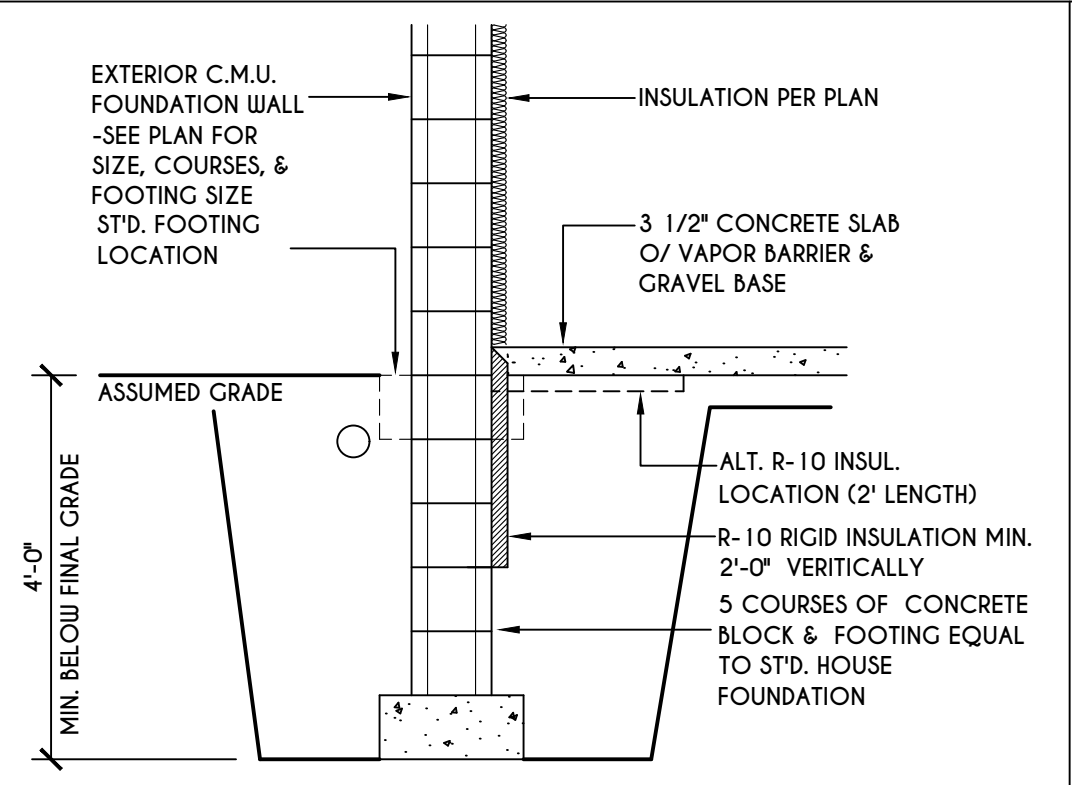 EXTERIOR C.M.U.
FOUNDATION WALL
-SEE PLAN FOR
SIZE, COURSES, &
FOOTING SIZE
ST'D. FOOTING
LOCATION
INSULATION PER PLAN
3 1/2" CONCRETE SLAB
O/ VAPOR BARRIER &
GRAVEL BASE
ASSUMED GRADE
4'-0"
MIN. BELOW FINAL GRADE
ALT. R-10 INSUL.
LOCATION (2' LENGTH)
R-10 RIGID INSULATION MIN.
2'-0" VERITICALLY
5 COURSES OF CONCRETE
BLOCK & FOOTING EQUAL
TO ST'D. HOUSE
FOUNDATION